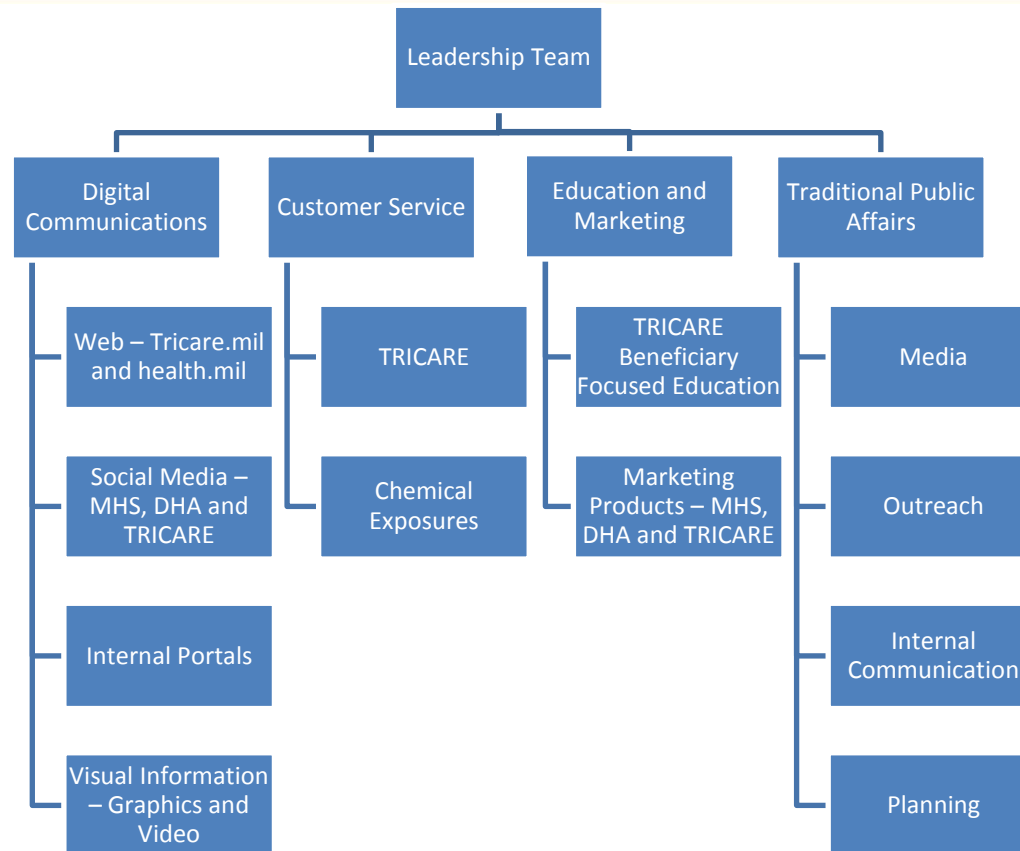 Leadership Team
Digital
Communications
Customer Service
Education and
Marketing
Traditional Public
Affairs
Web – Tricare.mil
and health.mil
Social Media –
MHS, DHA and
TRICARE
Internal Portals
Visual Information
– Graphics and
Video
TRICARE
Chemical
Exposures
TRICARE
Beneficiary
Focused Education
Marketing
Products – MHS,
DHA and TRICARE
Media
Outreach
Internal
Communication
Planning